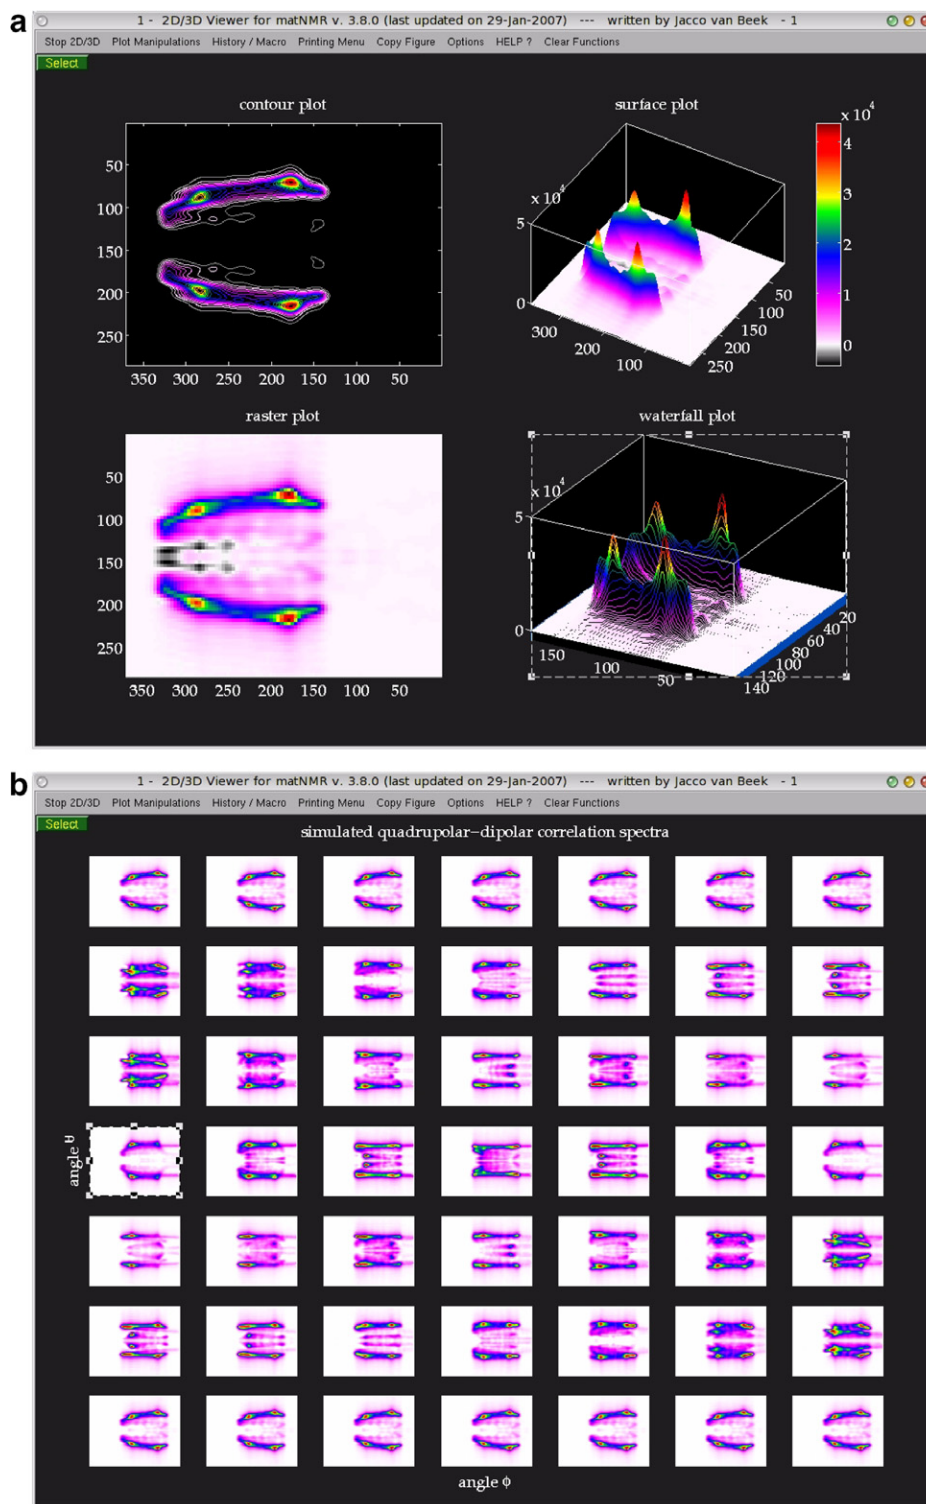 a
1 - 2D/3D Viewer for matNMR v. 3.8.0 (last updated on 29-Jan-2007) --- written by Jacco van Beek - 1
Stop 2D/3D Plot Manipulations History / Macro Printing Menu Copy Figure Options HELP ? Clear Functions
Select
contour plot
50
100
150
200
250
350 300 250 200 150 100 50
surface plot
x 10^4
5
0
300
200
100
50
100
150
200
250
x 10^4
4
3
2
1
0
raster plot
50
100
150
200
250
350 300 250 200 150 100 50
waterfall plot
x 10^4
5
0
150
100
50
20
40
60
80
100
120
140
b
1 - 2D/3D Viewer for matNMR v. 3.8.0 (last updated on 29-Jan-2007) --- written by Jacco van Beek - 1
Stop 2D/3D Plot Manipulations History / Macro Printing Menu Copy Figure Options HELP ? Clear Functions
Select
simulated quadrupolar–dipolar correlation spectra
angle θ
angle ϕ